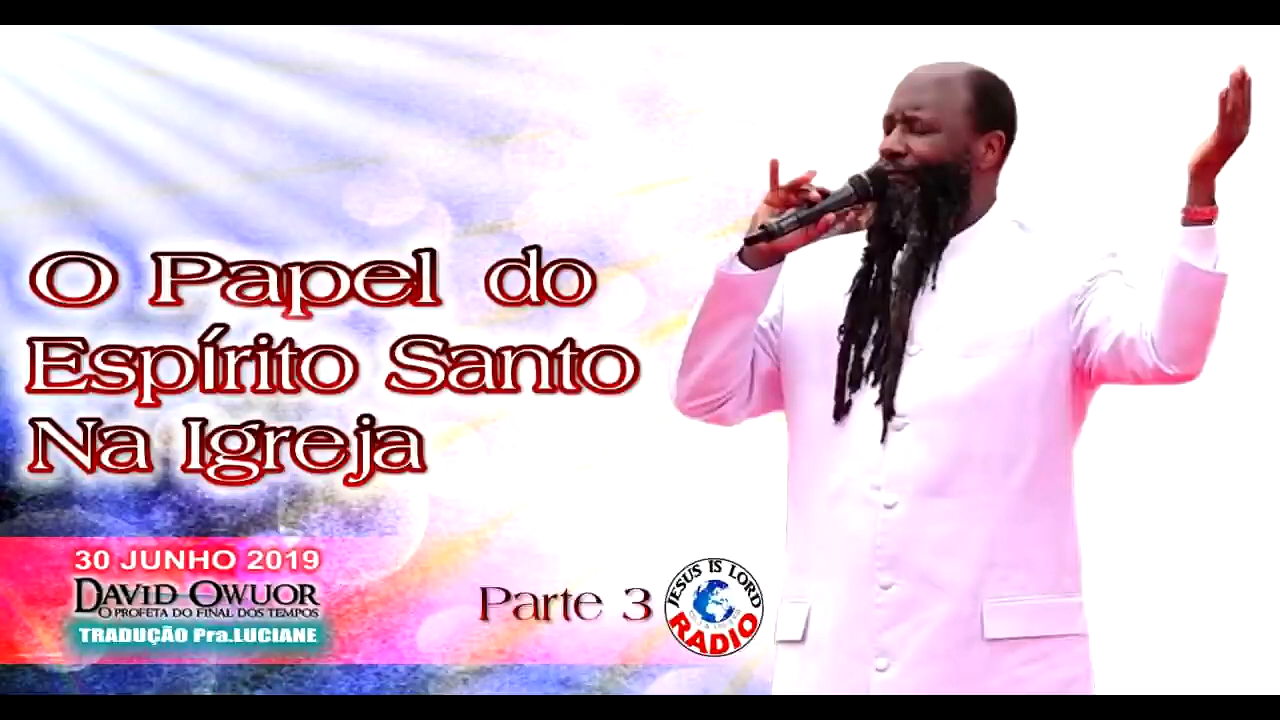 O Papel do
Espírito Santo
Na Igreja
30 JUNHO 2019
DAVID OWUOR
O PROFETA DO FINAL DOS TEMPOS
TRADUÇÃO Pra.LUCIANE
Parte 3
JESUS IS LORD
RADIO